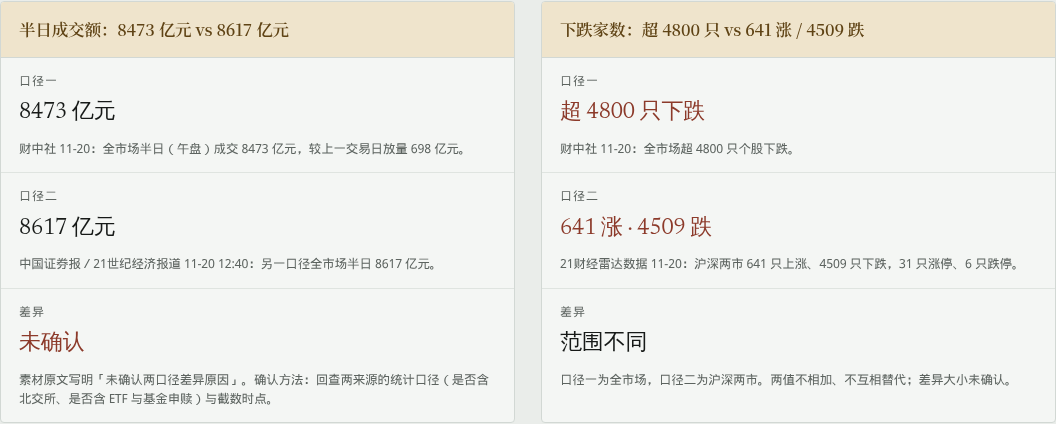 半日成交额：8473 亿元 vs 8617 亿元
口径一
8473 亿元
财中社 11-20：全市场半日（午盘）成交 8473 亿元，较上一交易日放量 698 亿元。
口径二
8617 亿元
中国证券报 / 21世纪经济报道 11-20 12:40：另一口径全市场半日 8617 亿元。
差异
未确认
素材原文写明「未确认两口径差异原因」。确认方法：回查两来源的统计口径（是否含
北交所、是否含 ETF 与基金申赎）与截数时点。
下跌家数：超 4800 只 vs 641 涨 / 4509 跌
口径一
超 4800 只下跌
财中社 11-20：全市场超 4800 只个股下跌。
口径二
641 涨 · 4509 跌
21财经雷达数据 11-20：沪深两市 641 只上涨、4509 只下跌，31 只涨停、6 只跌停。
差异
范围不同
口径一为全市场，口径二为沪深两市。两值不相加、不互相替代；差异大小未确认。